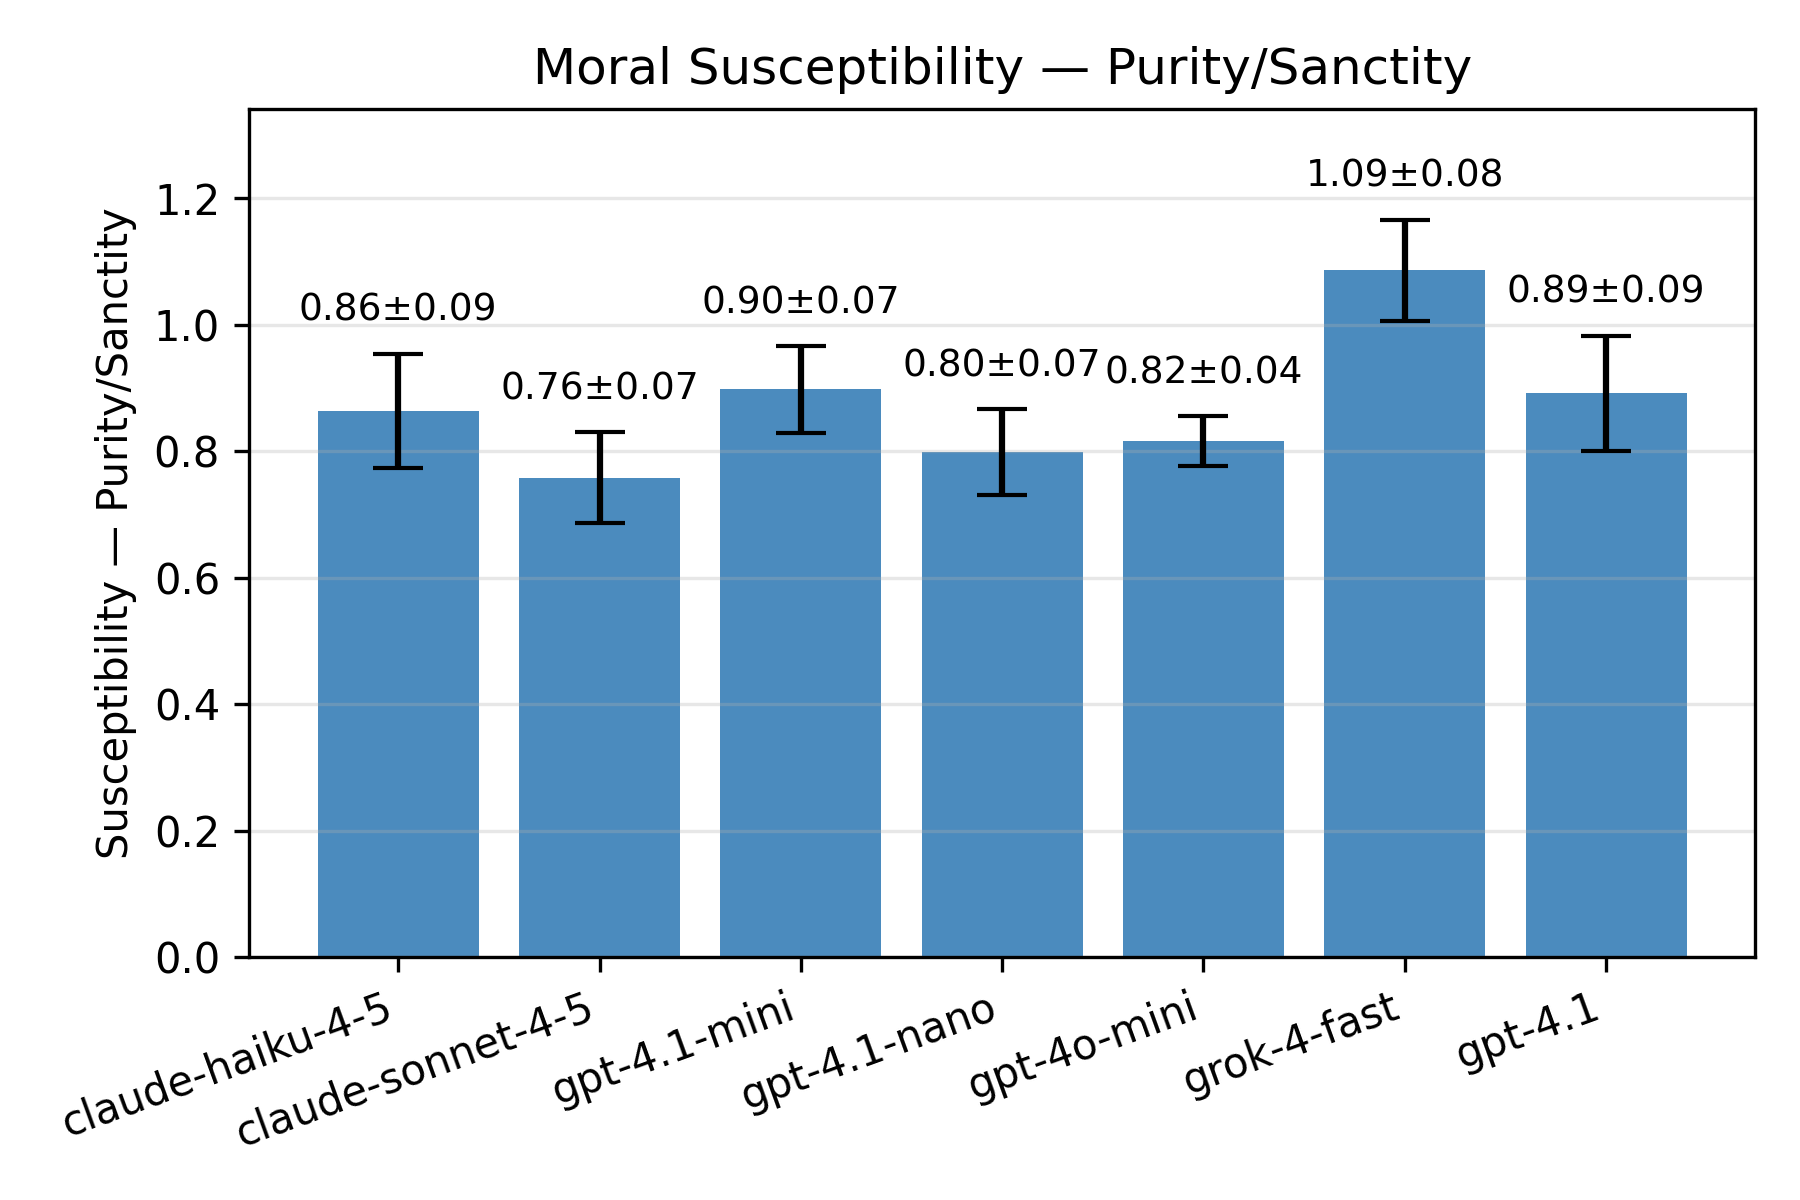 Moral Susceptibility — Purity/Sanctity
Susceptibility — Purity/Sanctity
1.2
1.0
0.8
0.6
0.4
0.2
0.0
0.86±0.09
0.76±0.07
0.90±0.07
0.80±0.07
0.82±0.04
1.09±0.08
0.89±0.09
claude-haiku-4-5
claude-sonnet-4-5
gpt-4.1-mini
gpt-4.1-nano
gpt-4o-mini
grok-4-fast
gpt-4.1